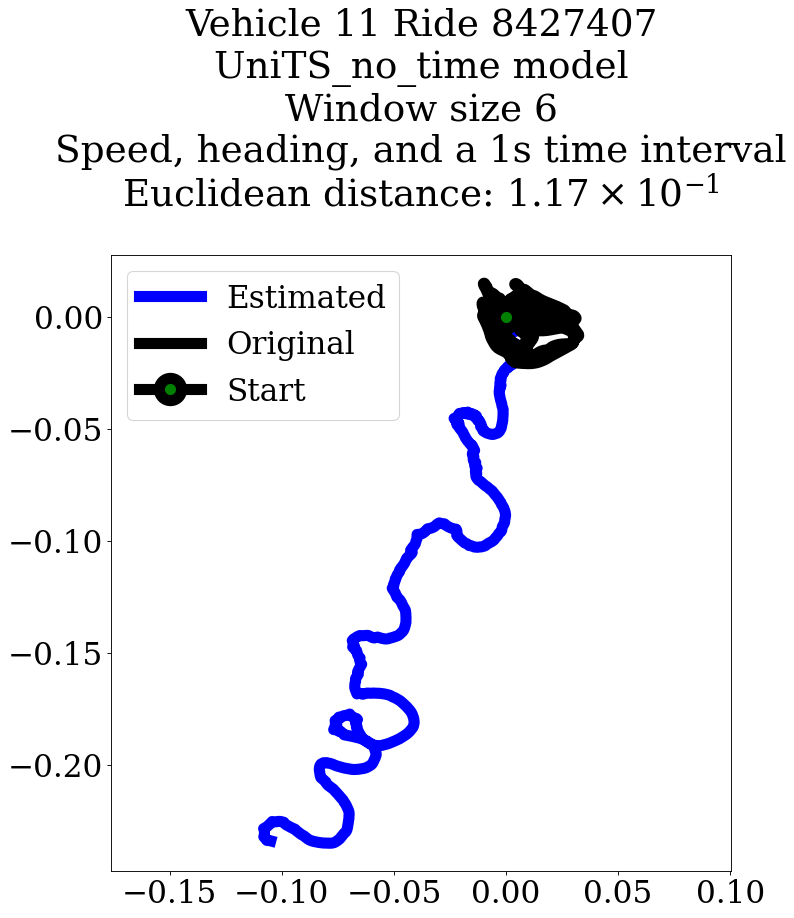 Vehicle 11 Ride 8427407
UniTS_no_time model
Window size 6
Speed, heading, and a 1s time interval
Euclidean distance: 1.17 × 10⁻¹
Estimated
Original
Start
0.00
−0.05
−0.10
−0.15
−0.20
−0.15 −0.10 −0.05 0.00 0.05 0.10